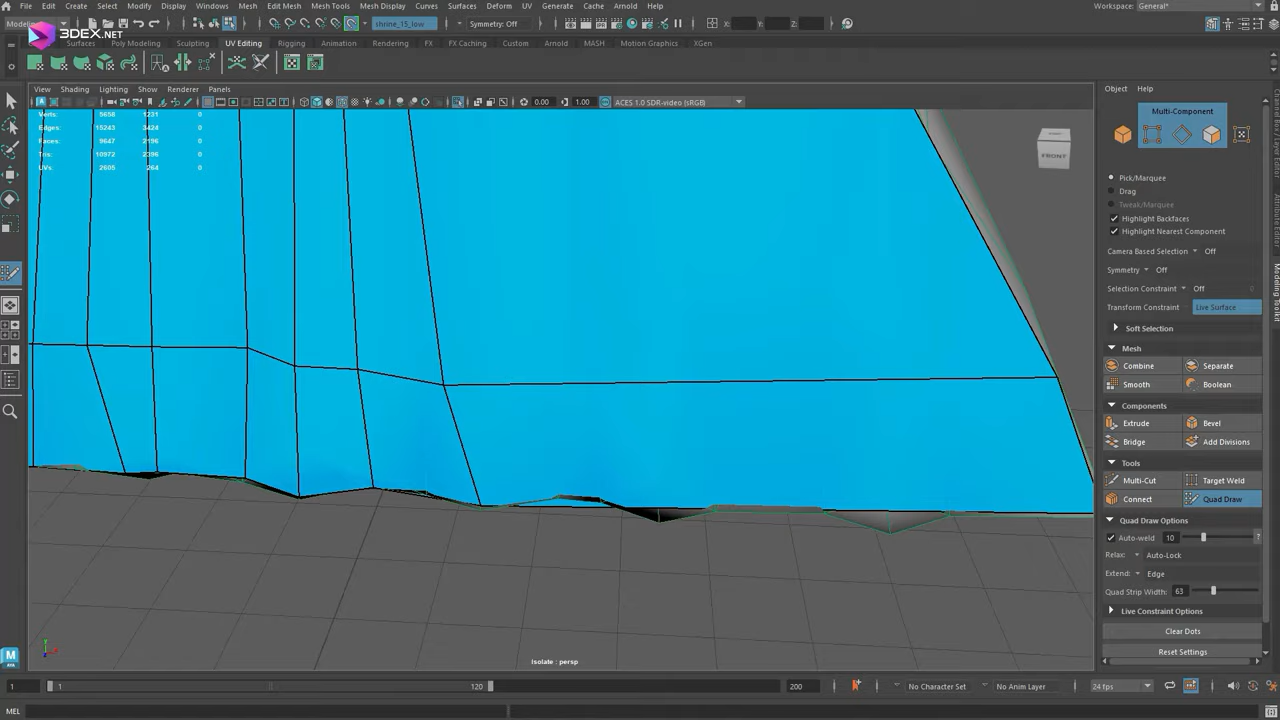 File Edit Create Select Modify Display Windows Mesh Edit Mesh Mesh Tools Mesh Display Curves Surfaces Deform UV Generate Cache Arnold Help Workspace: General*
shrine_15_low Symmetry: Off X: Y: Z:
3DEX.NET
Surfaces Poly Modeling Sculpting UV Editing Rigging Animation Rendering FX FX Caching Custom Arnold MASH Motion Graphics XGen
View Shading Lighting Show Renderer Panels
0.00 1.00 ACES 1.0 SDR-video (sRGB)
Verts: 5658 1231 0
Edges: 15243 3424 0
Faces: 9647 2196 0
Tris: 10972 2396 0
UVs: 2605 264 0
FRONT
Isolate : persp
Object Help
Multi-Component
Pick/Marquee
Drag
Tweak/Marquee
Highlight Backfaces
Highlight Nearest Component
Camera Based Selection Off
Symmetry Off
Selection Constraint Off
Transform Constraint Live Surface
Soft Selection
Mesh
Combine Separate
Smooth Boolean
Components
Extrude Bevel
Bridge Add Divisions
Tools
Multi-Cut Target Weld
Connect Quad Draw
Quad Draw Options
Auto-weld 10 ?
Relax: Auto-Lock
Extend: Edge
Quad Strip Width: 63
Live Constraint Options
Clear Dots
Reset Settings
Modeling Toolkit
1 1 120 200 No Character Set No Anim Layer 24 fps
MEL